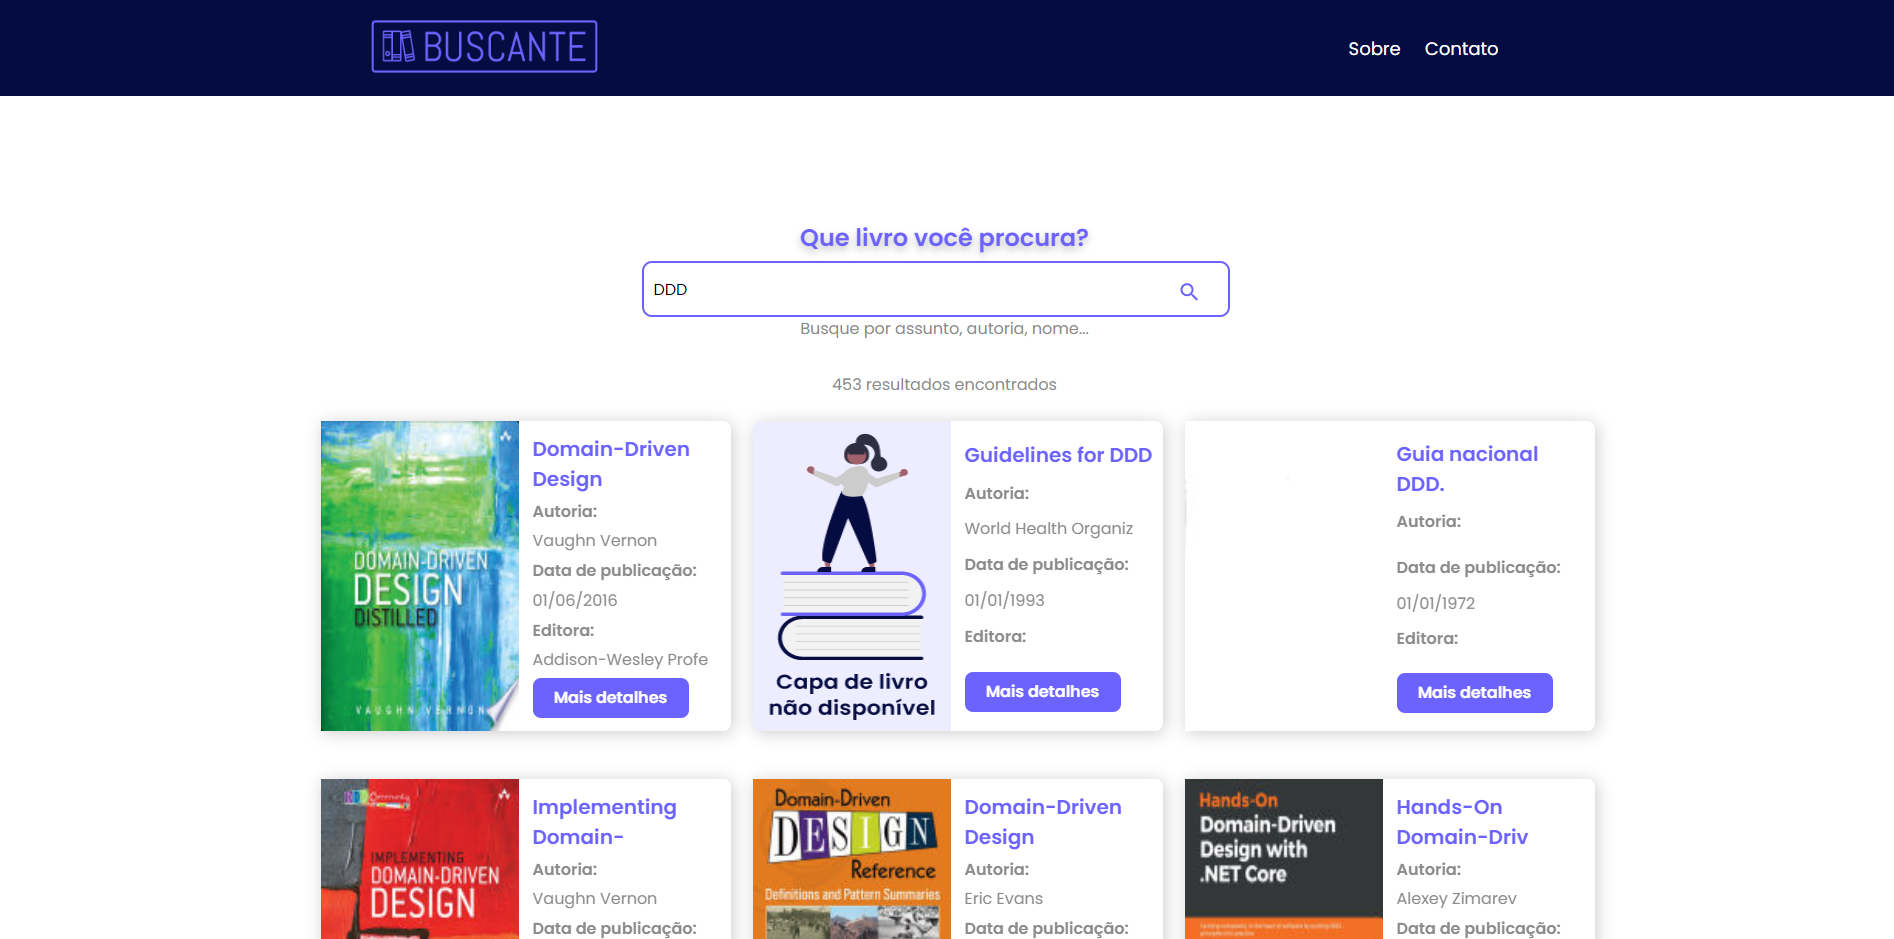 BUSCANTE
Sobre Contato
Que livro você procura?
DDD
Busque por assunto, autoria, nome...
453 resultados encontrados
DOMAIN-DRIVEN
DESIGN
DISTILLED
VAUGHN VERNON
Domain-Driven
Design
Autoria:
Vaughn Vernon
Data de publicação:
01/06/2016
Editora:
Addison-Wesley Profe
Mais detalhes
Capa de livro
não disponível
Guidelines for DDD
Autoria:
World Health Organiz
Data de publicação:
01/01/1993
Editora:
Mais detalhes
Guia nacional
DDD.
Autoria:
Data de publicação:
01/01/1972
Editora:
Mais detalhes
IMPLEMENTING
DOMAIN-DRIVEN
DESIGN
Implementing
Domain-
Autoria:
Vaughn Vernon
Data de publicação:
Domain-Driven
DESIGN
Reference
Definitions and Pattern Summaries
Domain-Driven
Design
Autoria:
Eric Evans
Data de publicação:
Hands-On
Domain-Driven
Design with
.NET Core
Hands-On
Domain-Driv
Autoria:
Alexey Zimarev
Data de publicação: